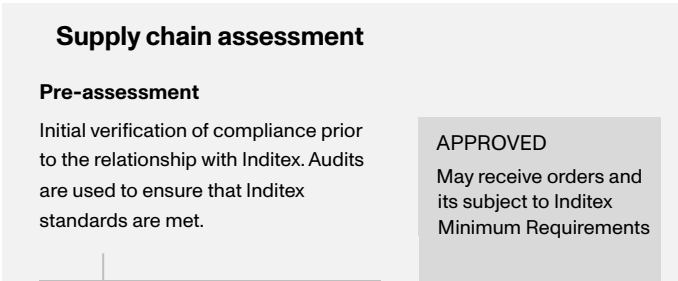 Supply chain assessment
Pre-assessment
Initial verification of compliance prior
to the relationship with Inditex. Audits
are used to ensure that Inditex
standards are met.
APPROVED
May receive orders and
its subject to Inditex
Minimum Requirements